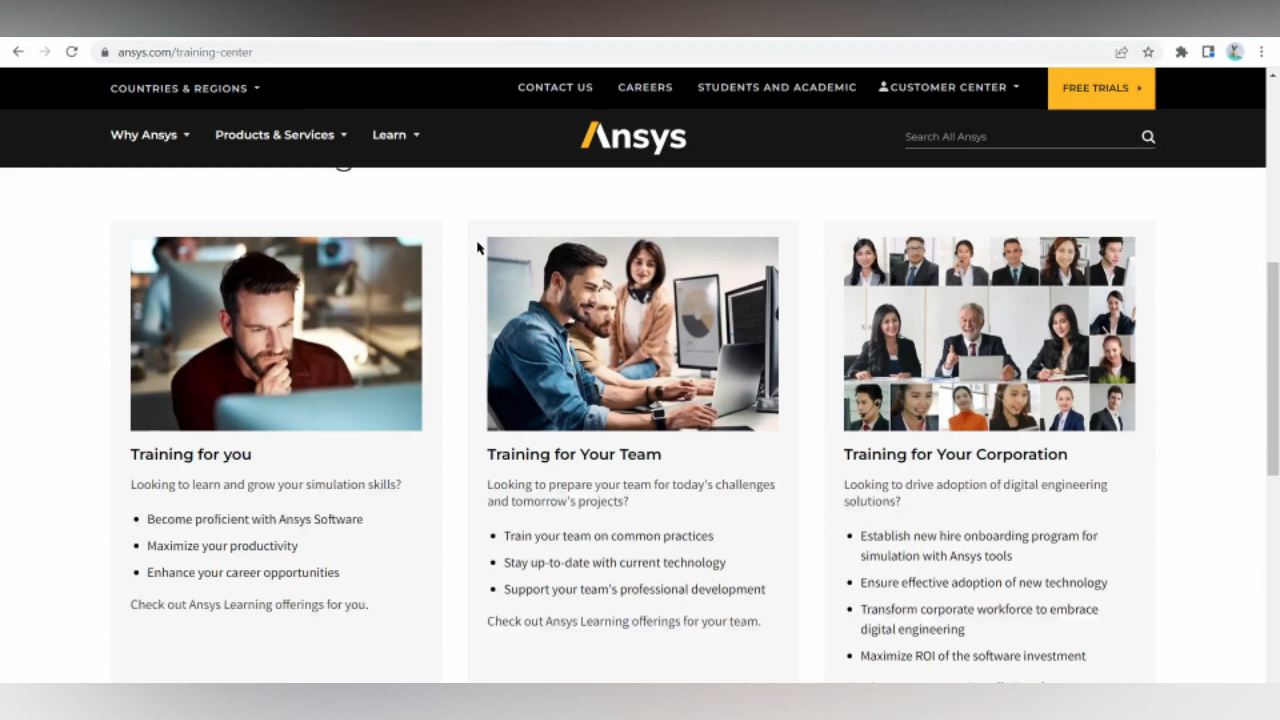 ansys.com/training-center
COUNTRIES & REGIONS
CONTACT US
CAREERS
STUDENTS AND ACADEMIC
CUSTOMER CENTER
FREE TRIALS
Why Ansys
Products & Services
Learn
Ansys
Search All Ansys
Training for you
Looking to learn and grow your simulation skills?
• Become proficient with Ansys Software
• Maximize your productivity
• Enhance your career opportunities
Check out Ansys Learning offerings for you.
Training for Your Team
Looking to prepare your team for today's challenges
and tomorrow's projects?
• Train your team on common practices
• Stay up-to-date with current technology
• Support your team's professional development
Check out Ansys Learning offerings for your team.
Training for Your Corporation
Looking to drive adoption of digital engineering
solutions?
• Establish new hire onboarding program for
simulation with Ansys tools
• Ensure effective adoption of new technology
• Transform corporate workforce to embrace
digital engineering
• Maximize ROI of the software investment